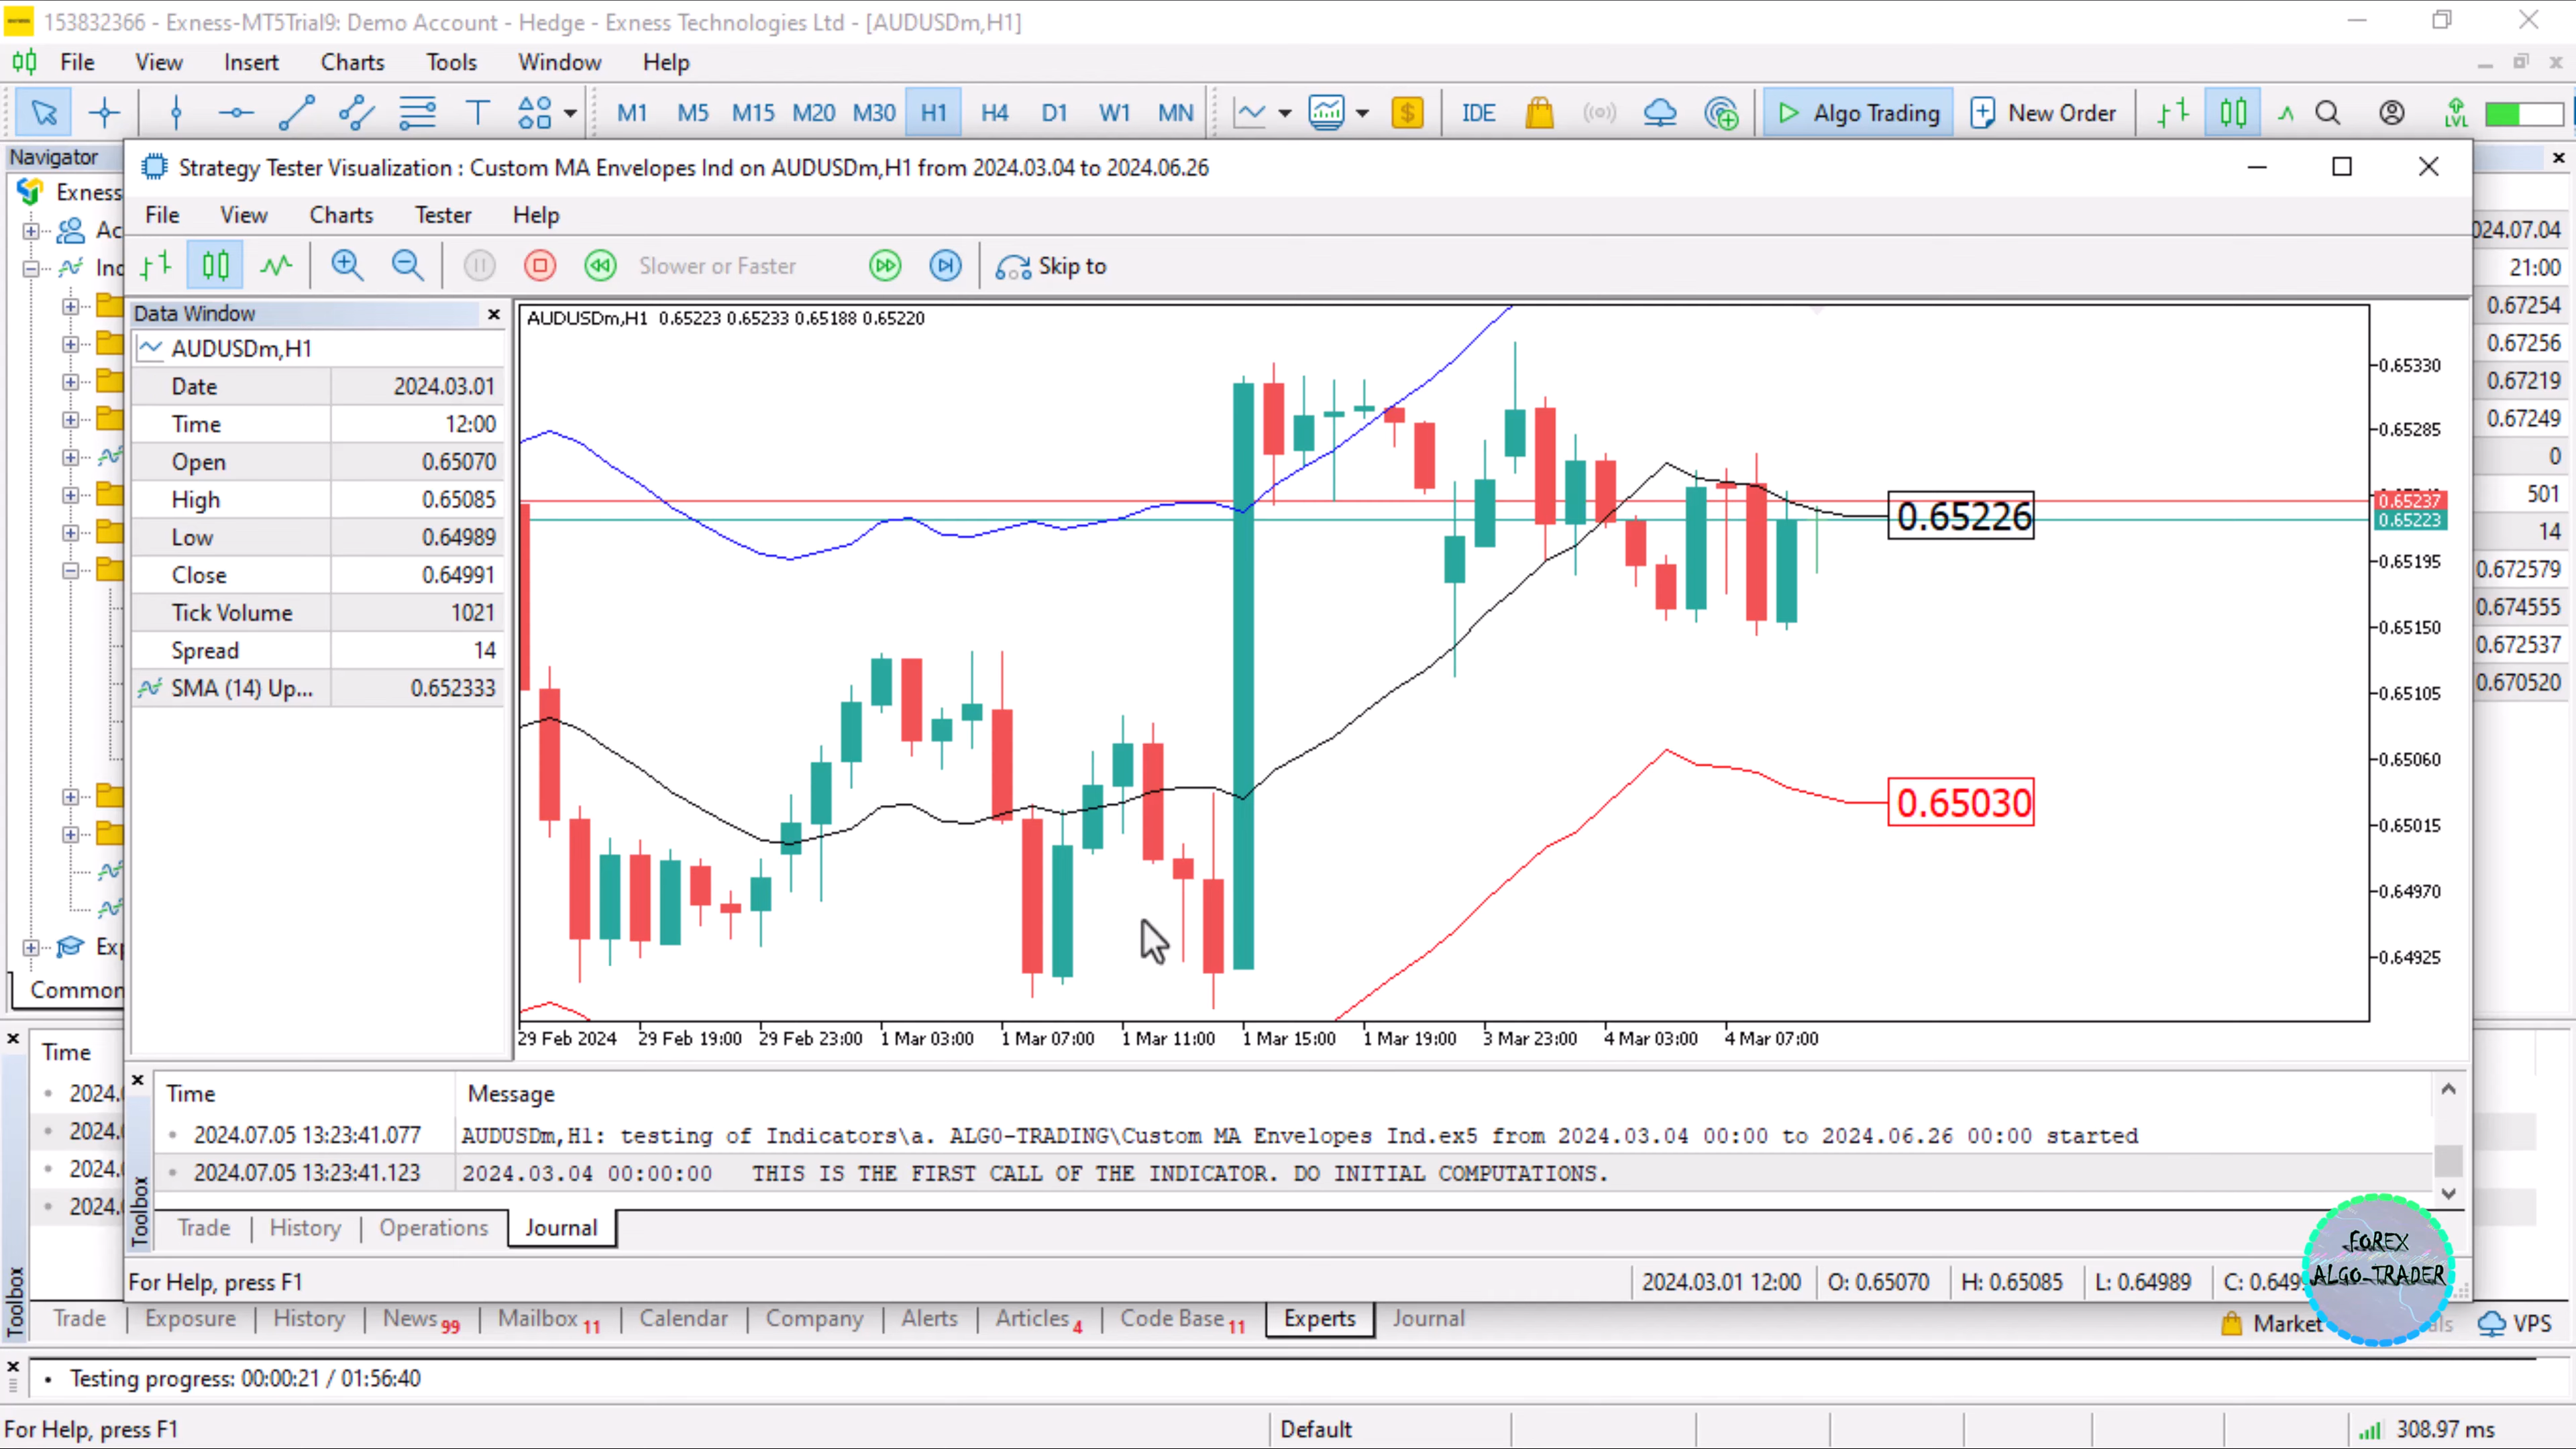 153832366 - Exness-MT5Trial9: Demo Account - Hedge - Exness Technologies Ltd - [AUDUSDm,H1]
File View Insert Charts Tools Window Help
M1 M5 M15 M20 M30 H1 H4 D1 W1 MN IDE Algo Trading New Order LVL
Navigator
Strategy Tester Visualization : Custom MA Envelopes Ind on AUDUSDm,H1 from 2024.03.04 to 2024.06.26
Exness
File View Charts Tester Help
Slower or Faster Skip to
Data Window
AUDUSDm,H1
Date 2024.03.01
Time 12:00
Open 0.65070
High 0.65085
Low 0.64989
Close 0.64991
Tick Volume 1021
Spread 14
SMA (14) Up... 0.652333
AUDUSDm,H1 0.65223 0.65233 0.65188 0.65220
0.65330
0.65285
0.65237
0.65223
0.65195
0.65150
0.65105
0.65060
0.65015
0.64970
0.64925
0.65226
0.65030
29 Feb 2024 29 Feb 19:00 29 Feb 23:00 1 Mar 03:00 1 Mar 07:00 1 Mar 11:00 1 Mar 15:00 1 Mar 19:00 3 Mar 23:00 4 Mar 03:00 4 Mar 07:00
024.07.04
21:00
0.67254
0.67256
0.67219
0.67249
0
501
14
0.672579
0.674555
0.672537
0.670520
Common
Time
2024.
2024.
2024.
2024.
Time Message
2024.07.05 13:23:41.077 AUDUSDm,H1: testing of Indicators\a. ALGO-TRADING\Custom MA Envelopes Ind.ex5 from 2024.03.04 00:00 to 2024.06.26 00:00 started
2024.07.05 13:23:41.123 2024.03.04 00:00:00 THIS IS THE FIRST CALL OF THE INDICATOR. DO INITIAL COMPUTATIONS.
Toolbox
Trade History Operations Journal
For Help, press F1 2024.03.01 12:00 O: 0.65070 H: 0.65085 L: 0.64989 C: 0.649
FOREX
ALGO-TRADER
Toolbox
Trade Exposure History News 99 Mailbox 11 Calendar Company Alerts Articles 4 Code Base 11 Experts Journal Market VPS
Testing progress: 00:00:21 / 01:56:40
For Help, press F1 Default 308.97 ms